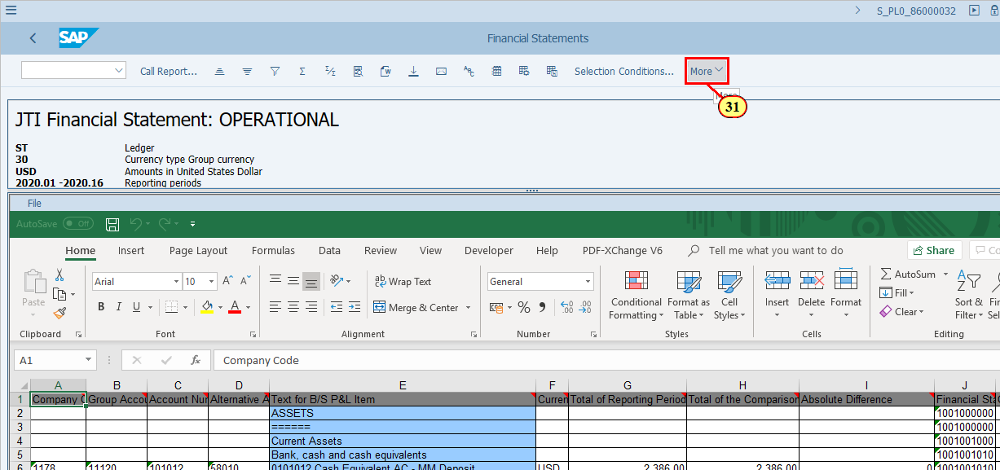 S_PL0_86000032
SAP
Financial Statements
Call Report...
Selection Conditions...
More
31
JTI Financial Statement: OPERATIONAL
ST Ledger
30 Currency type Group currency
USD Amounts in United States Dollar
2020.01 -2020.16 Reporting periods
File
AutoSave Off
Home Insert Page Layout Formulas Data Review View Developer Help PDF-XChange V6 Tell me what you want to do Share
Paste
Arial 10
Wrap Text
General
AutoSum
B I U
Merge & Center
Conditional Formatting
Format as Table
Cell Styles
Insert Delete Format
Fill
Clear
Sort &
Filter
Clipboard Font Alignment Number Styles Cells Editing
A1 fx Company Code
A B C D E F G H I J
1 Company Group Accou Account Nu Alternative A Text for B/S P&L Item Curren Total of Reporting Period Total of the Comparison Absolute Difference Financial Sta
2 ASSETS 1001000000
3 ====== 1001000000
4 Current Assets 1001001000
5 Bank, cash and cash equivalents 1001001010
6 1178 11120 101012 58010 0101012 Cash Equivalent AC - MM Deposit USD 2,386.00 2,386.00 0 1001001010